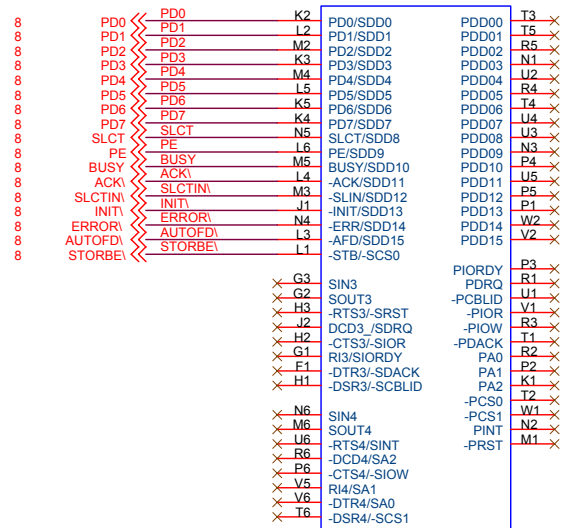 8 PD0 PD0 K2 PD0/SDD0 PDD00 T3
8 PD1 PD1 L2 PD1/SDD1 PDD01 T5
8 PD2 PD2 M2 PD2/SDD2 PDD02 R5
8 PD3 PD3 K3 PD3/SDD3 PDD03 N1
8 PD4 PD4 M4 PD4/SDD4 PDD04 U2
8 PD5 PD5 L5 PD5/SDD5 PDD05 R4
8 PD6 PD6 K5 PD6/SDD6 PDD06 T4
8 PD7 PD7 K4 PD7/SDD7 PDD07 U4
8 SLCT SLCT N5 SLCT/SDD8 PDD08 U3
8 PE PE L6 PE/SDD9 PDD09 N3
8 BUSY BUSY M5 BUSY/SDD10 PDD10 P4
8 ACK\ ACK\ L4 -ACK/SDD11 PDD11 U5
8 SLCTIN\ SLCTIN\ M3 -SLIN/SDD12 PDD12 P5
8 INIT\ INIT\ J1 -INIT/SDD13 PDD13 P1
8 ERROR\ ERROR\ N4 -ERR/SDD14 PDD14 W2
8 AUTOFD\ AUTOFD\ L3 -AFD/SDD15 PDD15 V2
8 STORBE\ STORBE\ L1 -STB/-SCS0
PIORDY P3
G3 SIN3 PDRQ R1
G2 SOUT3 -PCBLID U1
H3 -RTS3/-SRST -PIOR V1
J2 DCD3_/SDRQ -PIOW R3
H2 -CTS3/-SIOR -PDACK T1
G1 RI3/SIORDY PA0 R2
F1 -DTR3/-SDACK PA1 P2
H1 -DSR3/-SCBLID PA2 K1
-PCS0 T2
N6 SIN4 -PCS1 W1
M6 SOUT4 PINT N2
U6 -RTS4/SINT -PRST M1
R6 -DCD4/SA2
P6 -CTS4/-SIOW
V5 RI4/SA1
V6 -DTR4/SA0
T6 -DSR4/-SCS1